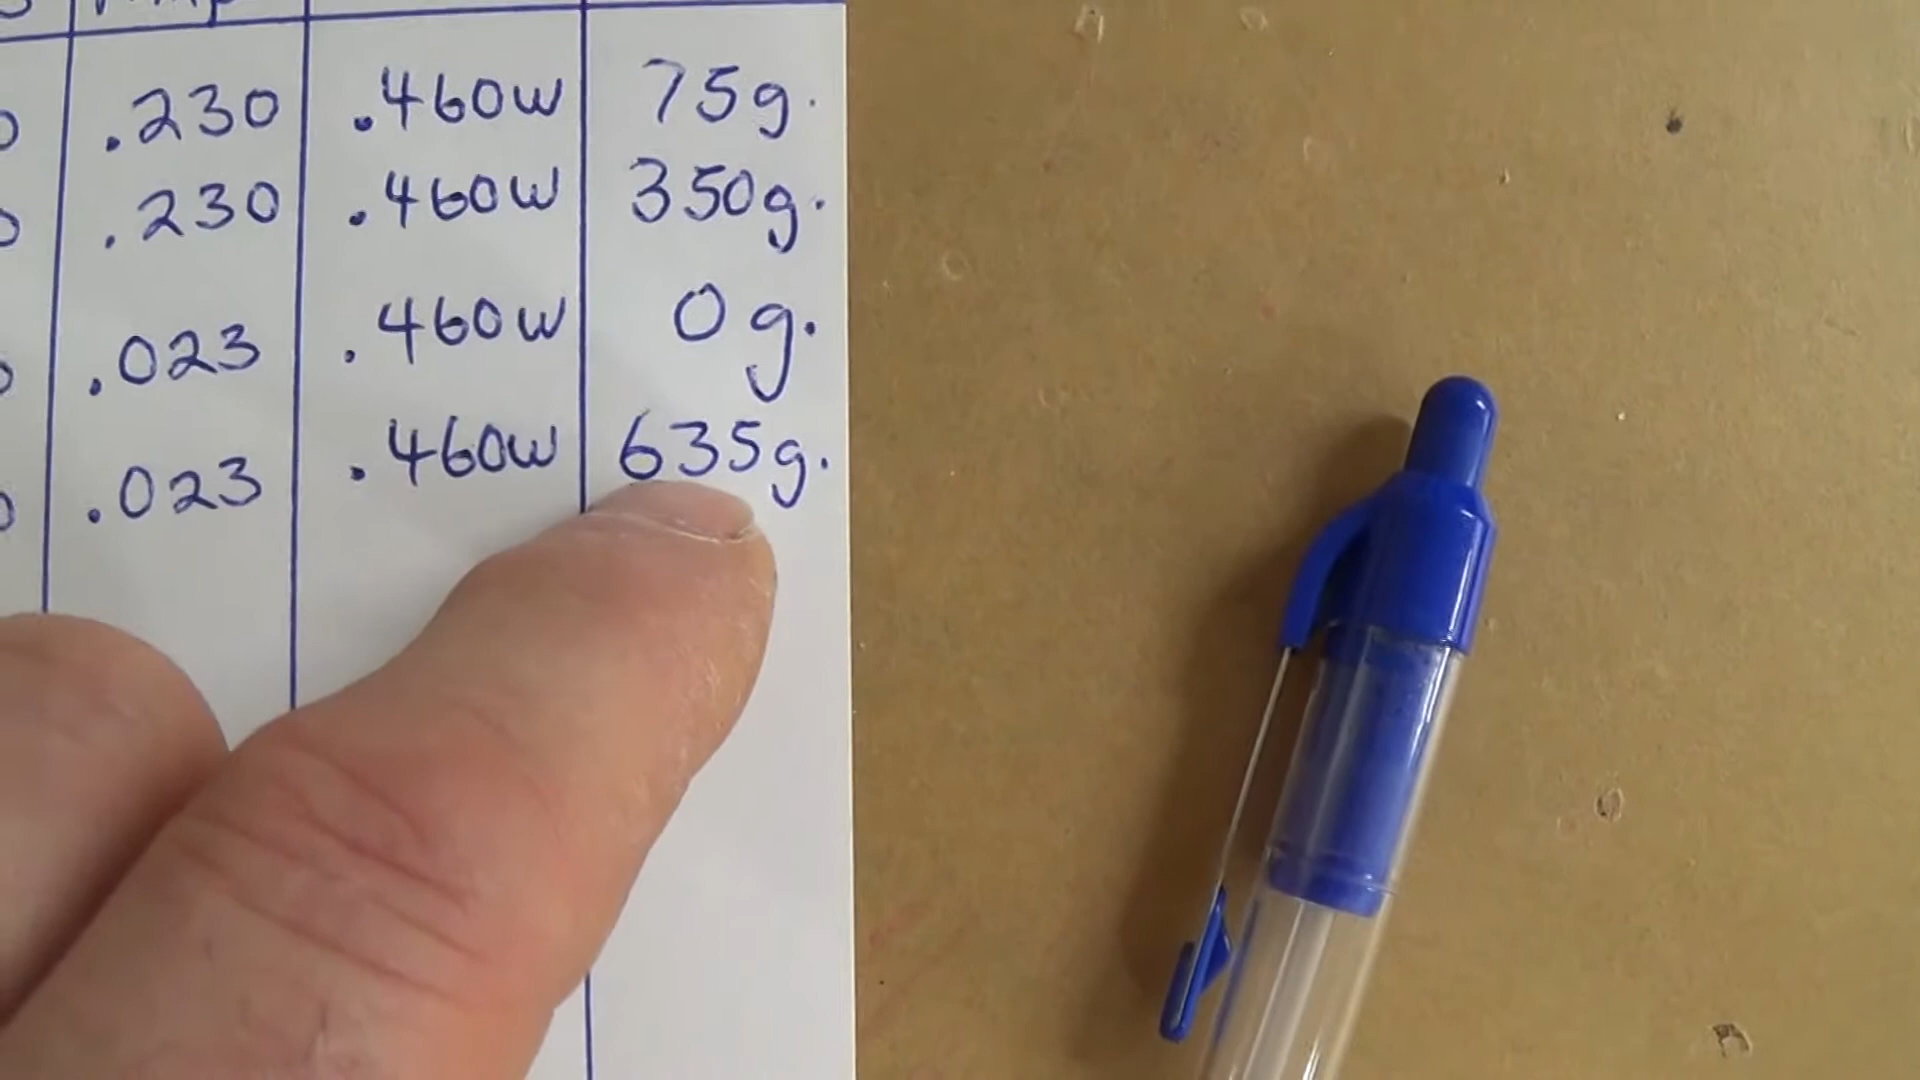 .230 .460w 75g.
.230 .460w 350g.
.023 .460w 0g.
.023 .460w 635g.